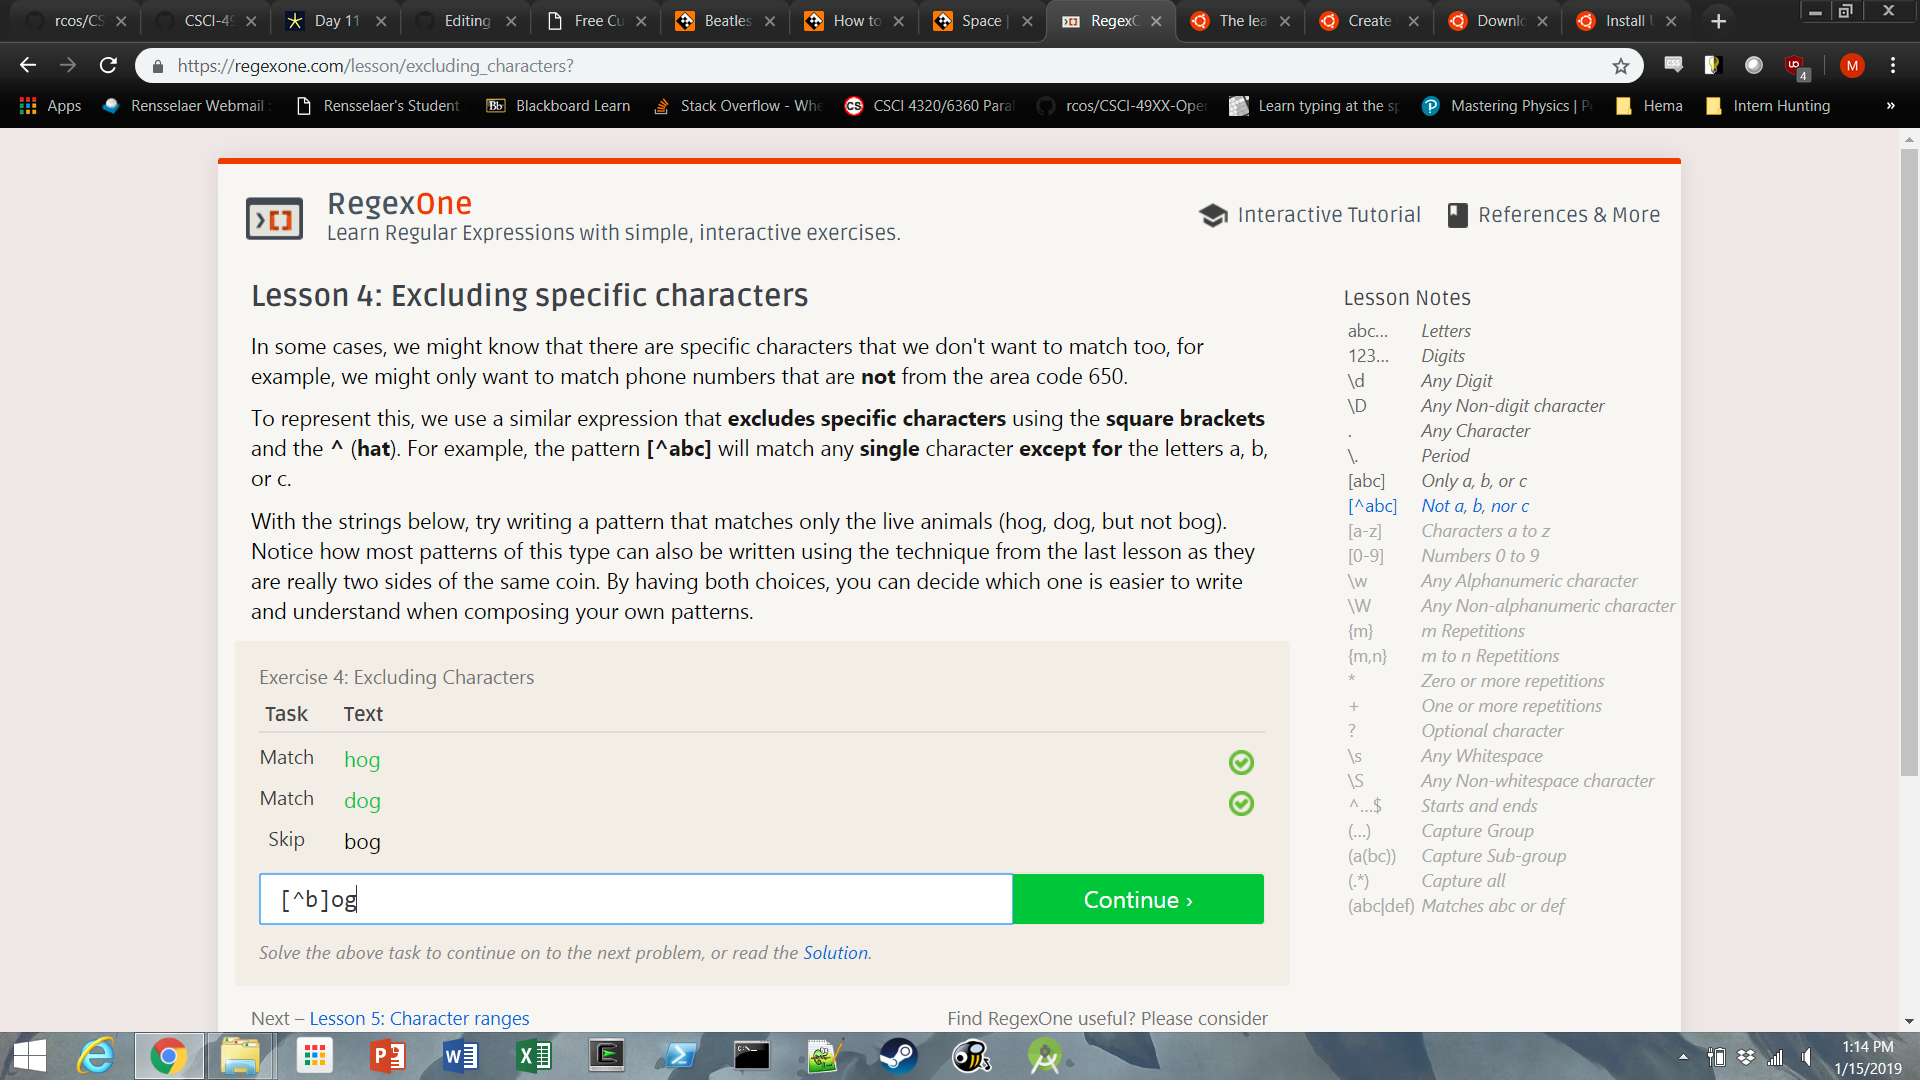 rcos/CS
CSCI-49
Day 11
Editing
Free Cu
Beatles
How to
Space |
RegexO
The lea
Create
Downlo
Install U
https://regexone.com/lesson/excluding_characters?
4
M
Apps
Rensselaer Webmail :
Rensselaer's Student
Bb Blackboard Learn
Stack Overflow - Whe
CS CSCI 4320/6360 Paral
rcos/CSCI-49XX-Oper
Learn typing at the sp
Mastering Physics | P
Hema
Intern Hunting
»
RegexOne
Learn Regular Expressions with simple, interactive exercises.
Interactive Tutorial
References & More
Lesson 4: Excluding specific characters
In some cases, we might know that there are specific characters that we don't want to match too, for
example, we might only want to match phone numbers that are not from the area code 650.
To represent this, we use a similar expression that excludes specific characters using the square brackets
and the ^ (hat). For example, the pattern [^abc] will match any single character except for the letters a, b,
or c.
With the strings below, try writing a pattern that matches only the live animals (hog, dog, but not bog).
Notice how most patterns of this type can also be written using the technique from the last lesson as they
are really two sides of the same coin. By having both choices, you can decide which one is easier to write
and understand when composing your own patterns.
Exercise 4: Excluding Characters
Task Text
Match hog
Match dog
Skip bog
[^b]og
Continue ›
Solve the above task to continue on to the next problem, or read the Solution.
Next – Lesson 5: Character ranges
Find RegexOne useful? Please consider
Lesson Notes
abc... Letters
123... Digits
\d Any Digit
\D Any Non-digit character
. Any Character
\. Period
[abc] Only a, b, or c
[^abc] Not a, b, nor c
[a-z] Characters a to z
[0-9] Numbers 0 to 9
\w Any Alphanumeric character
\W Any Non-alphanumeric character
{m} m Repetitions
{m,n} m to n Repetitions
* Zero or more repetitions
+ One or more repetitions
? Optional character
\s Any Whitespace
\S Any Non-whitespace character
^...$ Starts and ends
(...) Capture Group
(a(bc)) Capture Sub-group
(.*) Capture all
(abc|def) Matches abc or def
1:14 PM
1/15/2019